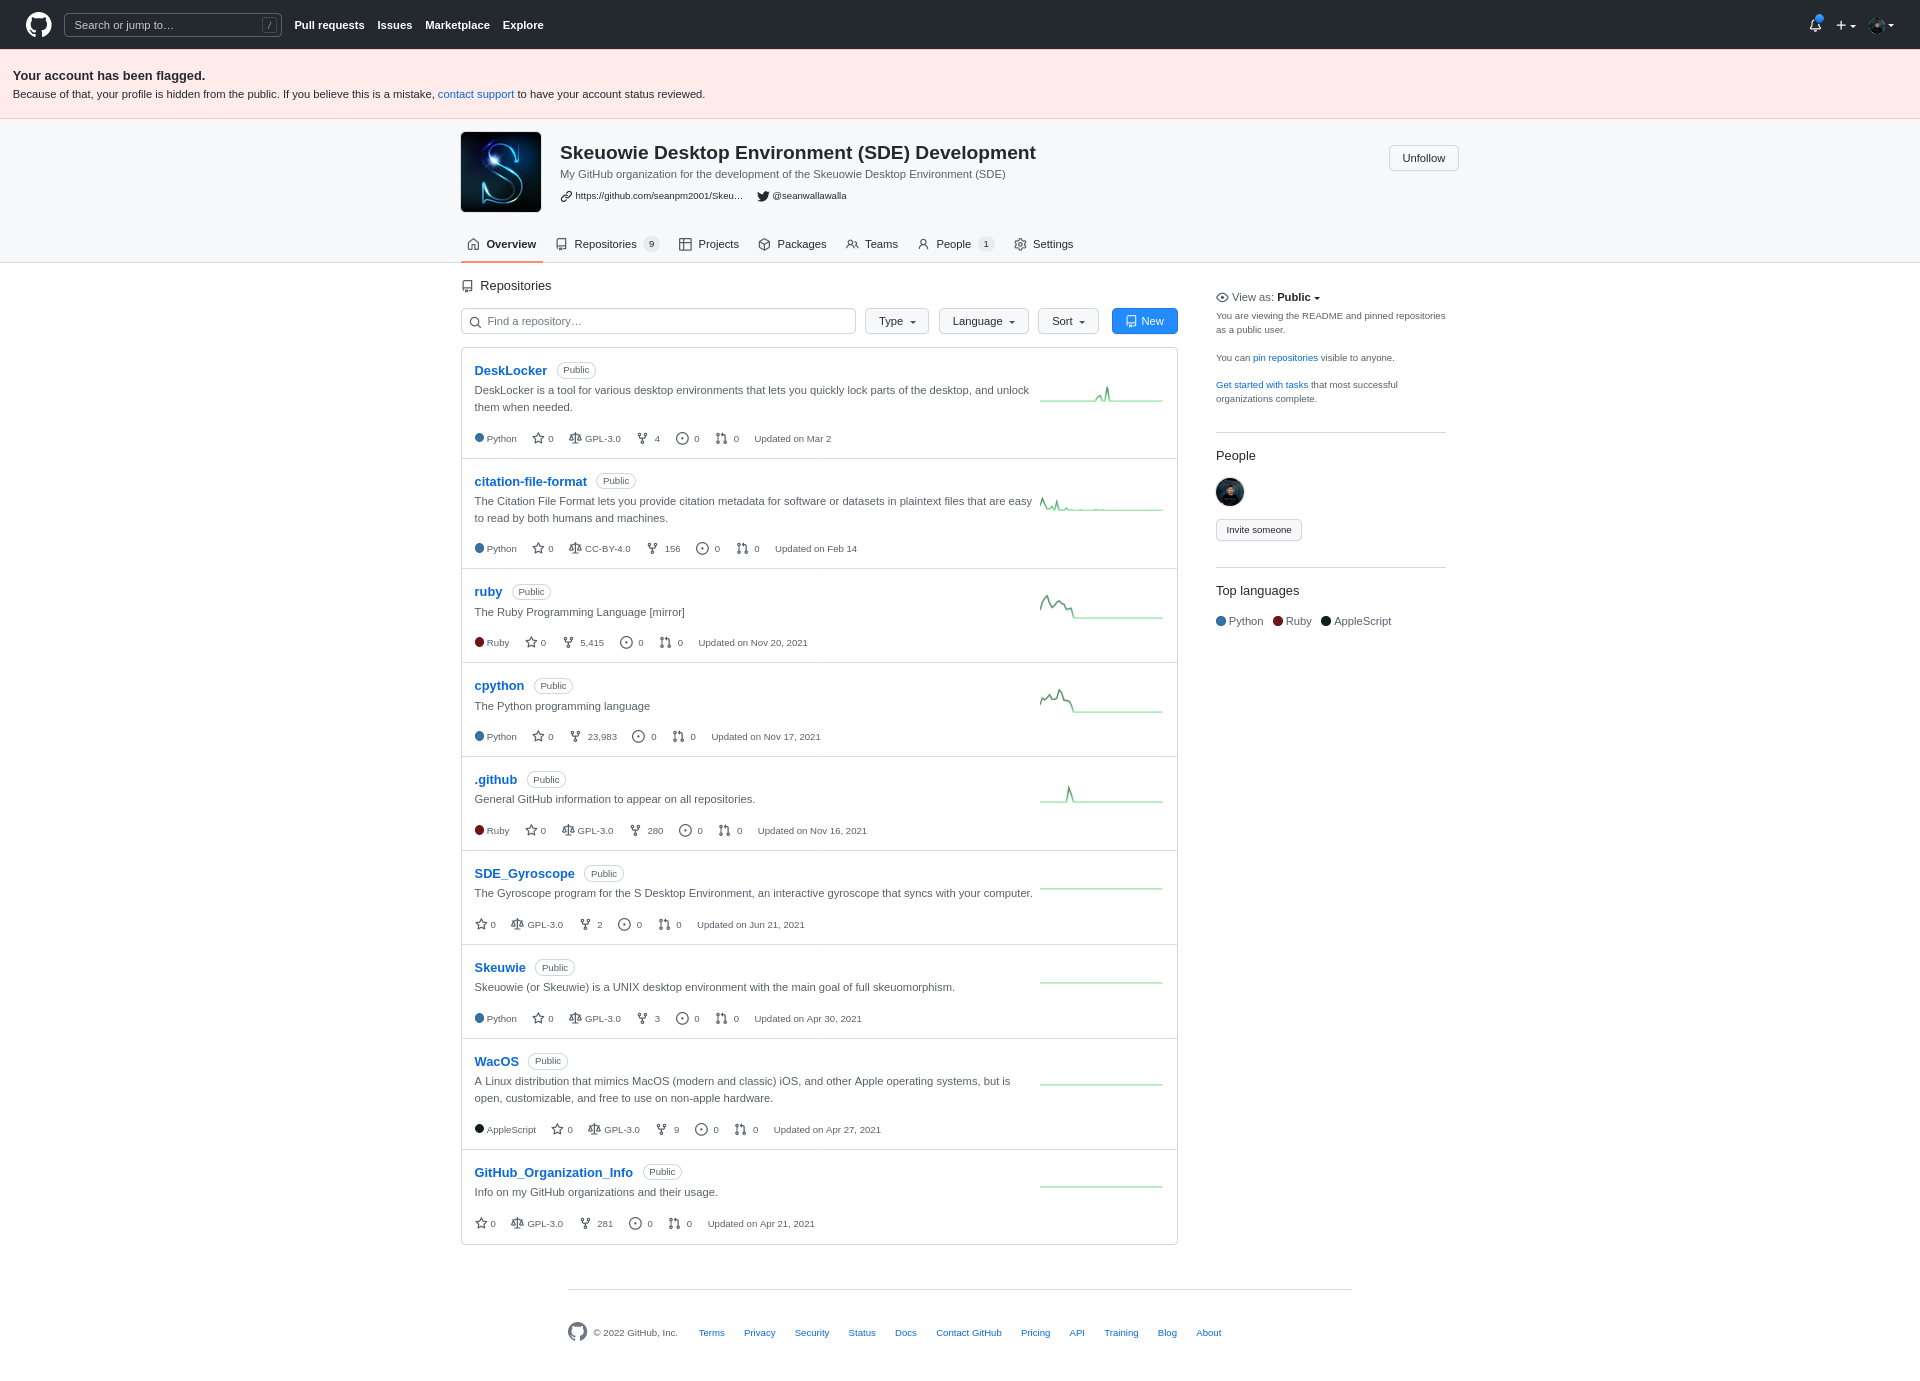 Search or jump to…
/
Pull requests Issues Marketplace Explore
Your account has been flagged.
Because of that, your profile is hidden from the public. If you believe this is a mistake, contact support to have your account status reviewed.
S
Skeuowie Desktop Environment (SDE) Development
My GitHub organization for the development of the Skeuowie Desktop Environment (SDE)
https://github.com/seanpm2001/Skeu… @seanwallawalla
Unfollow
Overview Repositories 9 Projects Packages Teams People 1 Settings
Repositories
Find a repository… Type Language Sort New
DeskLocker Public
DeskLocker is a tool for various desktop environments that lets you quickly lock parts of the desktop, and unlock
them when needed.
Python 0 GPL-3.0 4 0 0 Updated on Mar 2
citation-file-format Public
The Citation File Format lets you provide citation metadata for software or datasets in plaintext files that are easy
to read by both humans and machines.
Python 0 CC-BY-4.0 156 0 0 Updated on Feb 14
ruby Public
The Ruby Programming Language [mirror]
Ruby 0 5,415 0 0 Updated on Nov 20, 2021
cpython Public
The Python programming language
Python 0 23,983 0 0 Updated on Nov 17, 2021
.github Public
General GitHub information to appear on all repositories.
Ruby 0 GPL-3.0 280 0 0 Updated on Nov 16, 2021
SDE_Gyroscope Public
The Gyroscope program for the S Desktop Environment, an interactive gyroscope that syncs with your computer.
0 GPL-3.0 2 0 0 Updated on Jun 21, 2021
Skeuwie Public
Skeuowie (or Skeuwie) is a UNIX desktop environment with the main goal of full skeuomorphism.
Python 0 GPL-3.0 3 0 0 Updated on Apr 30, 2021
WacOS Public
A Linux distribution that mimics MacOS (modern and classic) iOS, and other Apple operating systems, but is
open, customizable, and free to use on non-apple hardware.
AppleScript 0 GPL-3.0 9 0 0 Updated on Apr 27, 2021
GitHub_Organization_Info Public
Info on my GitHub organizations and their usage.
0 GPL-3.0 281 0 0 Updated on Apr 21, 2021
View as: Public
You are viewing the README and pinned repositories
as a public user.
You can pin repositories visible to anyone.
Get started with tasks that most successful
organizations complete.
People
Invite someone
Top languages
Python Ruby AppleScript
© 2022 GitHub, Inc. Terms Privacy Security Status Docs Contact GitHub Pricing API Training Blog About